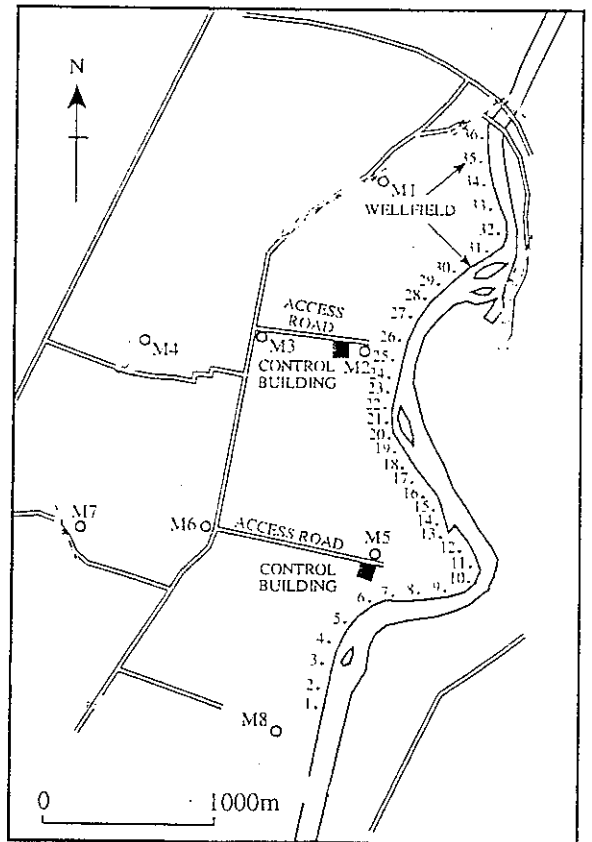 N
36.
35.
M1
34.
WELLFIELD
33.
32.
31.
30.
29.
28.
ACCESS
ROAD
27.
26.
M4
M3
M2
CONTROL
BUILDING
25.
24.
23.
22.
21.
20.
19.
18.
17.
16.
15.
14.
13.
12.
11.
10.
M7
M6
ACCESS ROAD
M5
CONTROL
BUILDING
9.
8.
7.
6.
5.
4.
3.
2.
1.
M8
0 1000m